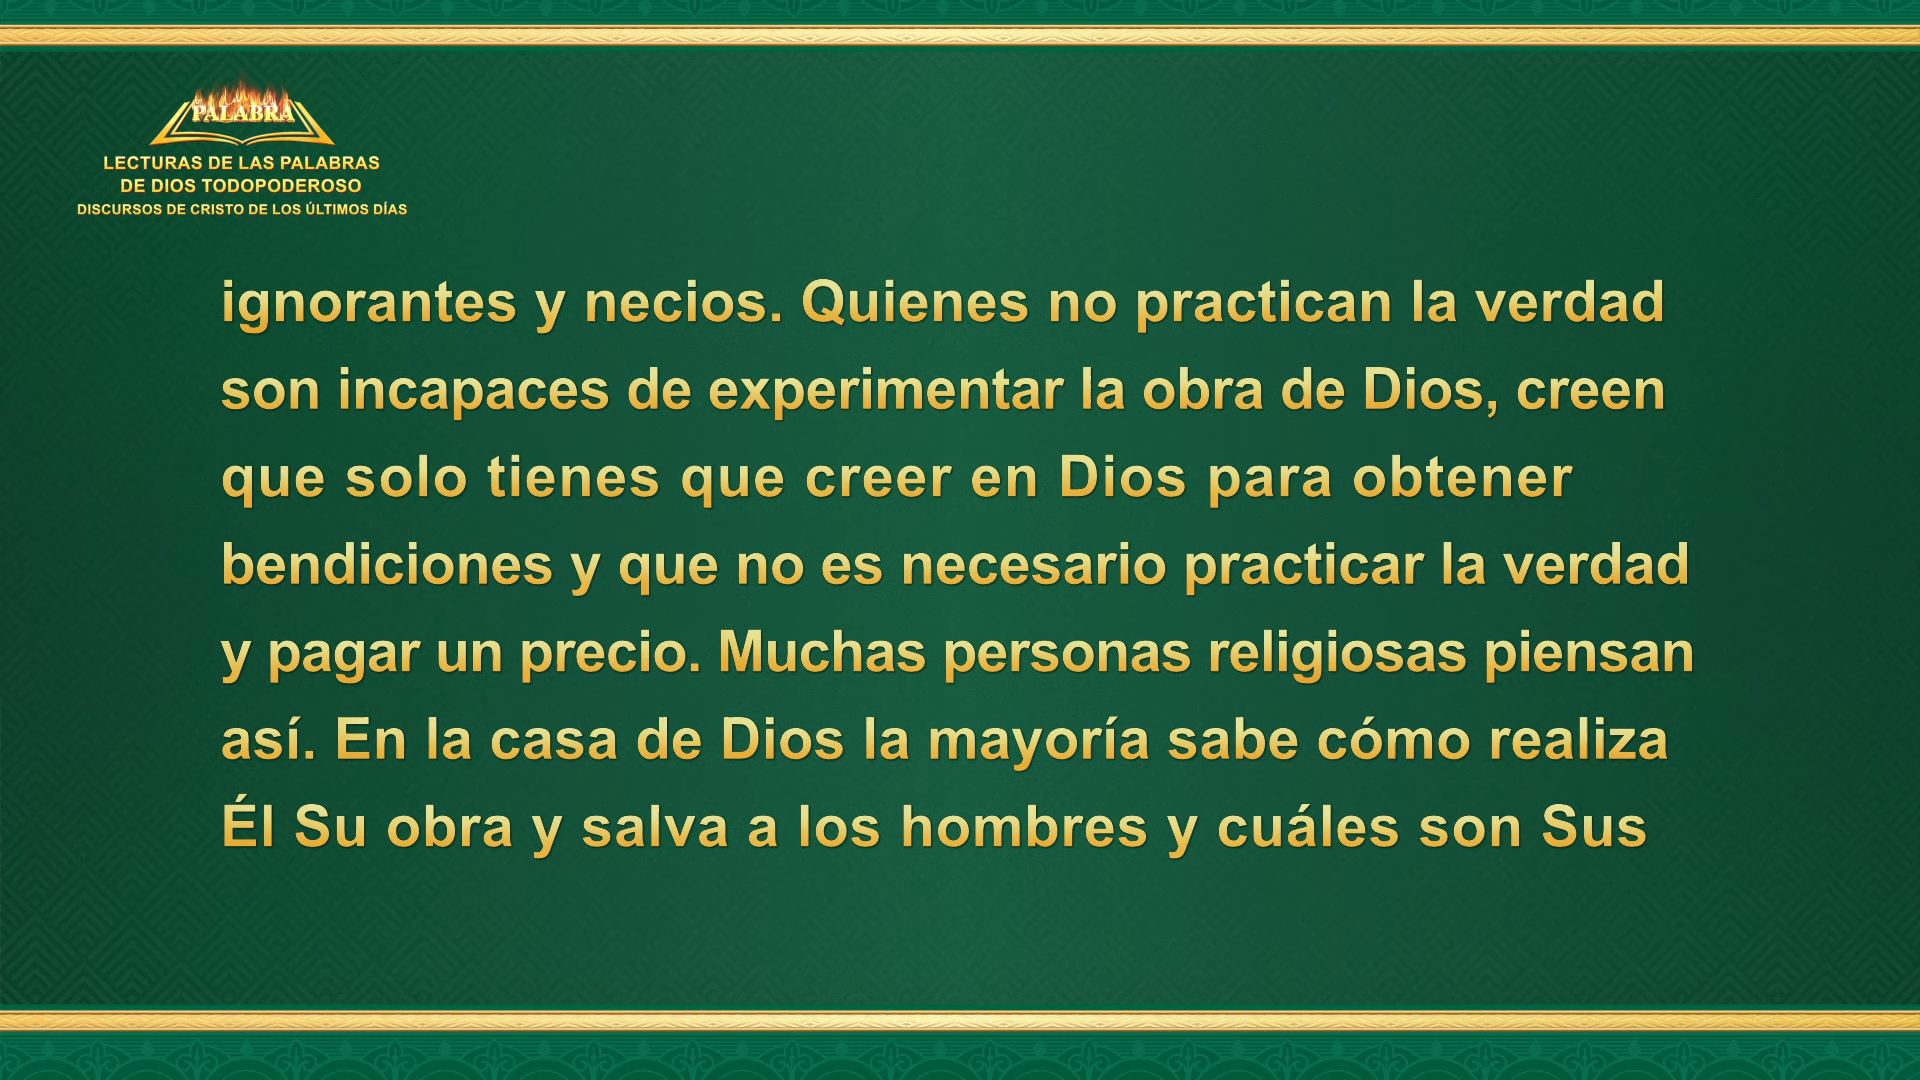 PALABRA
LECTURAS DE LAS PALABRAS
DE DIOS TODOPODEROSO
DISCURSOS DE CRISTO DE LOS ÚLTIMOS DÍAS
ignorantes y necios. Quienes no practican la verdad
son incapaces de experimentar la obra de Dios, creen
que solo tienes que creer en Dios para obtener
bendiciones y que no es necesario practicar la verdad
y pagar un precio. Muchas personas religiosas piensan
así. En la casa de Dios la mayoría sabe cómo realiza
Él Su obra y salva a los hombres y cuáles son Sus